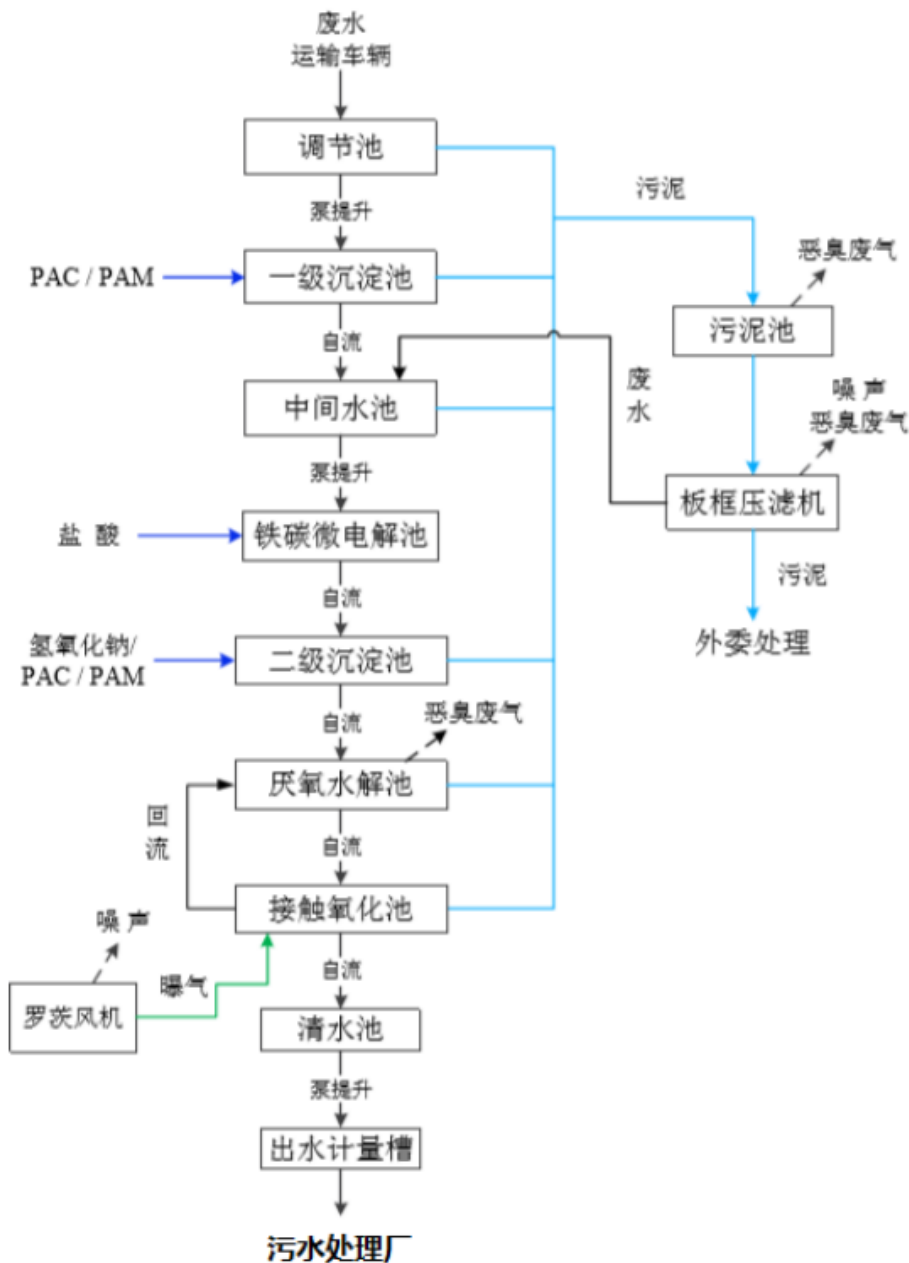 废水
运输车辆
调节池
泵提升
污泥
PAC / PAM
一级沉淀池
恶臭废气
污泥池
自流
中间水池
废
水
噪 声
恶臭废气
泵提升
板框压滤机
盐 酸
铁碳微电解池
污泥
自流
外委处理
氢氧化钠/
PAC / PAM
二级沉淀池
自流
恶臭废气
厌氧水解池
回
流
自流
接触氧化池
噪 声
曝气
自流
罗茨风机
清水池
泵提升
出水计量槽
污水处理厂